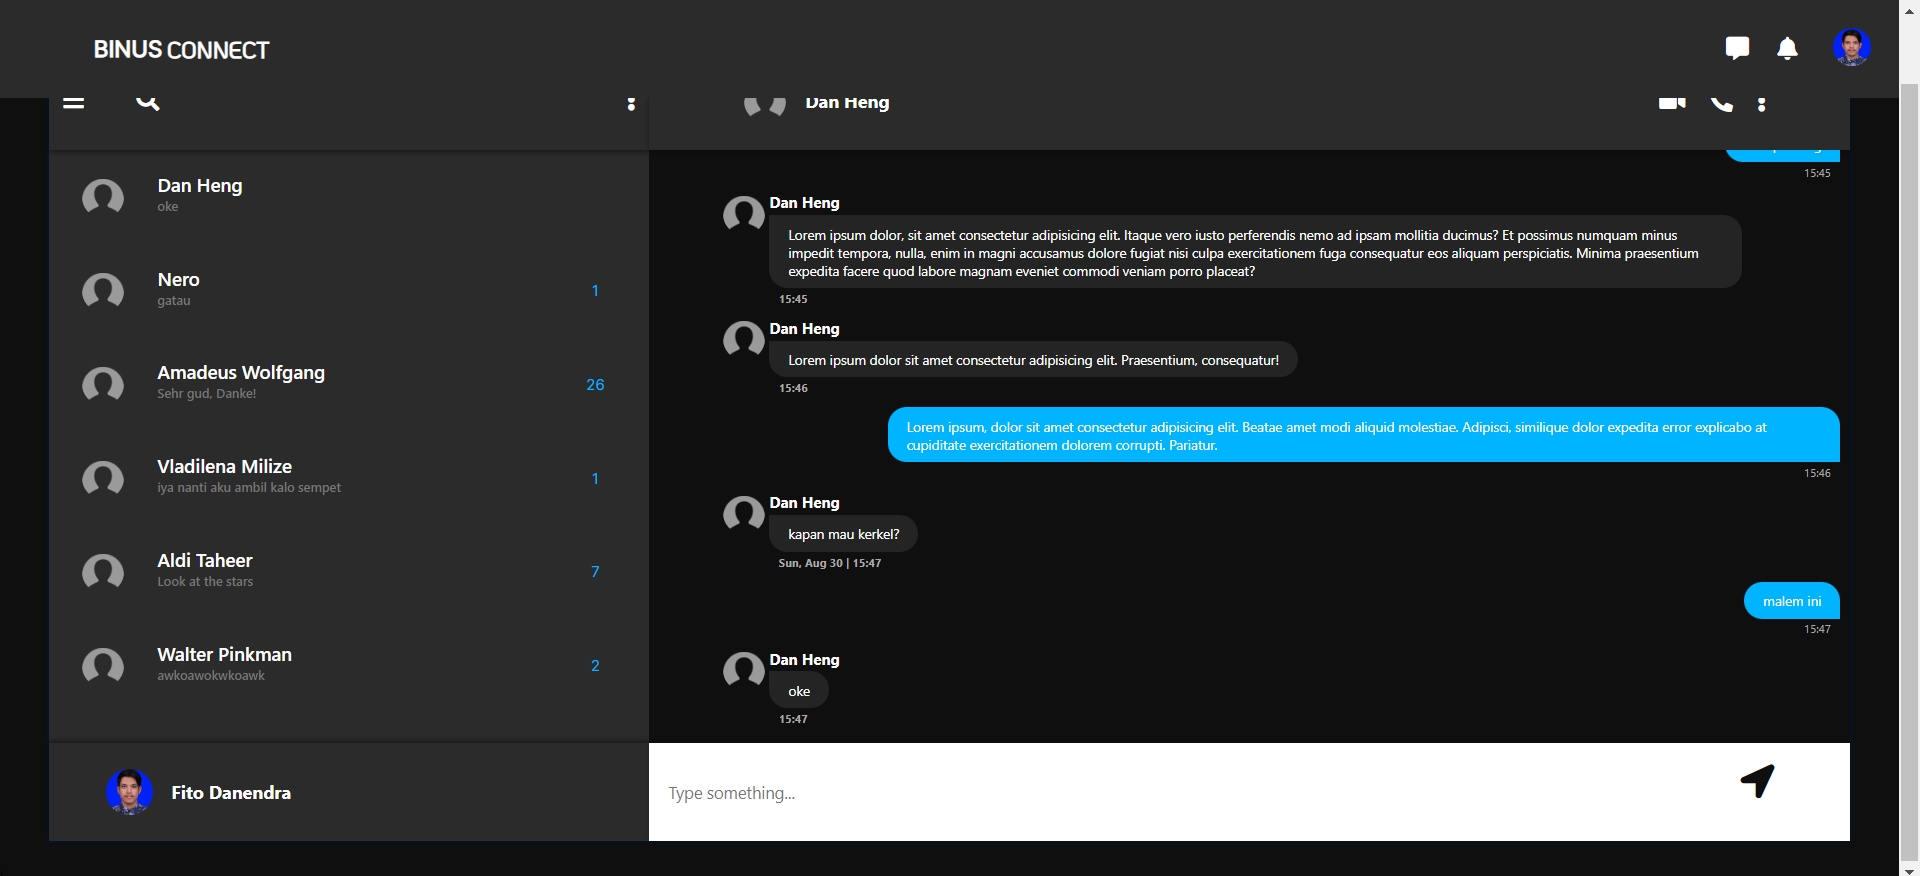 BINUS CONNECT
Dan Heng
Dan Heng
oke
Nero
gatau
1
Amadeus Wolfgang
Sehr gud, Danke!
26
Vladilena Milize
iya nanti aku ambil kalo sempet
1
Aldi Taheer
Look at the stars
7
Walter Pinkman
awkoawokwkoawk
2
Fito Danendra
15:45
Dan Heng
Lorem ipsum dolor, sit amet consectetur adipisicing elit. Itaque vero iusto perferendis nemo ad ipsam mollitia ducimus? Et possimus numquam minus
impedit tempora, nulla, enim in magni accusamus dolore fugiat nisi culpa exercitationem fuga consequatur eos aliquam perspiciatis. Minima praesentium
expedita facere quod labore magnam eveniet commodi veniam porro placeat?
15:45
Dan Heng
Lorem ipsum dolor sit amet consectetur adipisicing elit. Praesentium, consequatur!
15:46
Lorem ipsum, dolor sit amet consectetur adipisicing elit. Beatae amet modi aliquid molestiae. Adipisci, similique dolor expedita error explicabo at
cupiditate exercitationem dolorem corrupti. Pariatur.
15:46
Dan Heng
kapan mau kerkel?
Sun, Aug 30 | 15:47
malem ini
15:47
Dan Heng
oke
15:47
Type something...